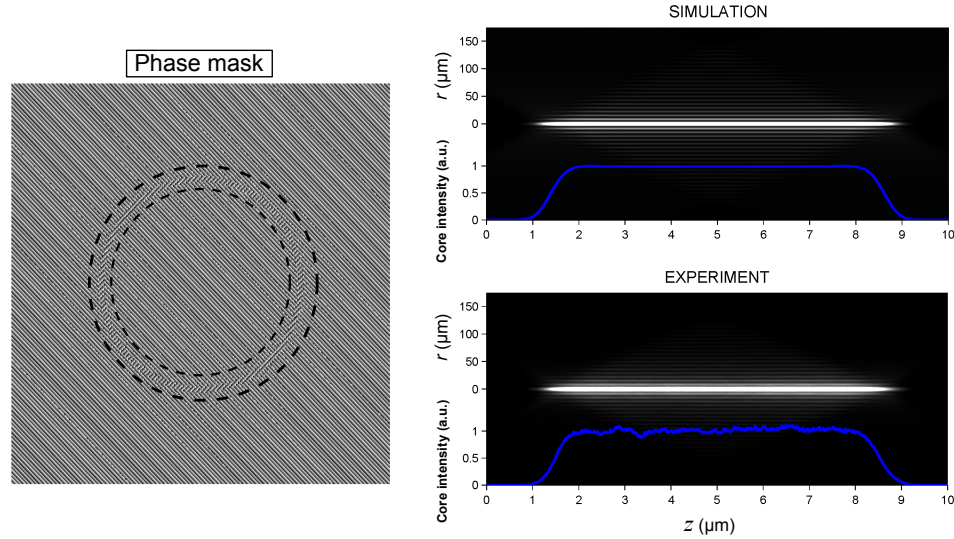 Phase mask
SIMULATION
r (μm)
150
100
50
0
Core intensity (a.u.)
1
0.5
0
0 1 2 3 4 5 6 7 8 9 10
EXPERIMENT
r (μm)
150
100
50
0
Core intensity (a.u.)
1
0.5
0
0 1 2 3 4 5 6 7 8 9 10
z (μm)